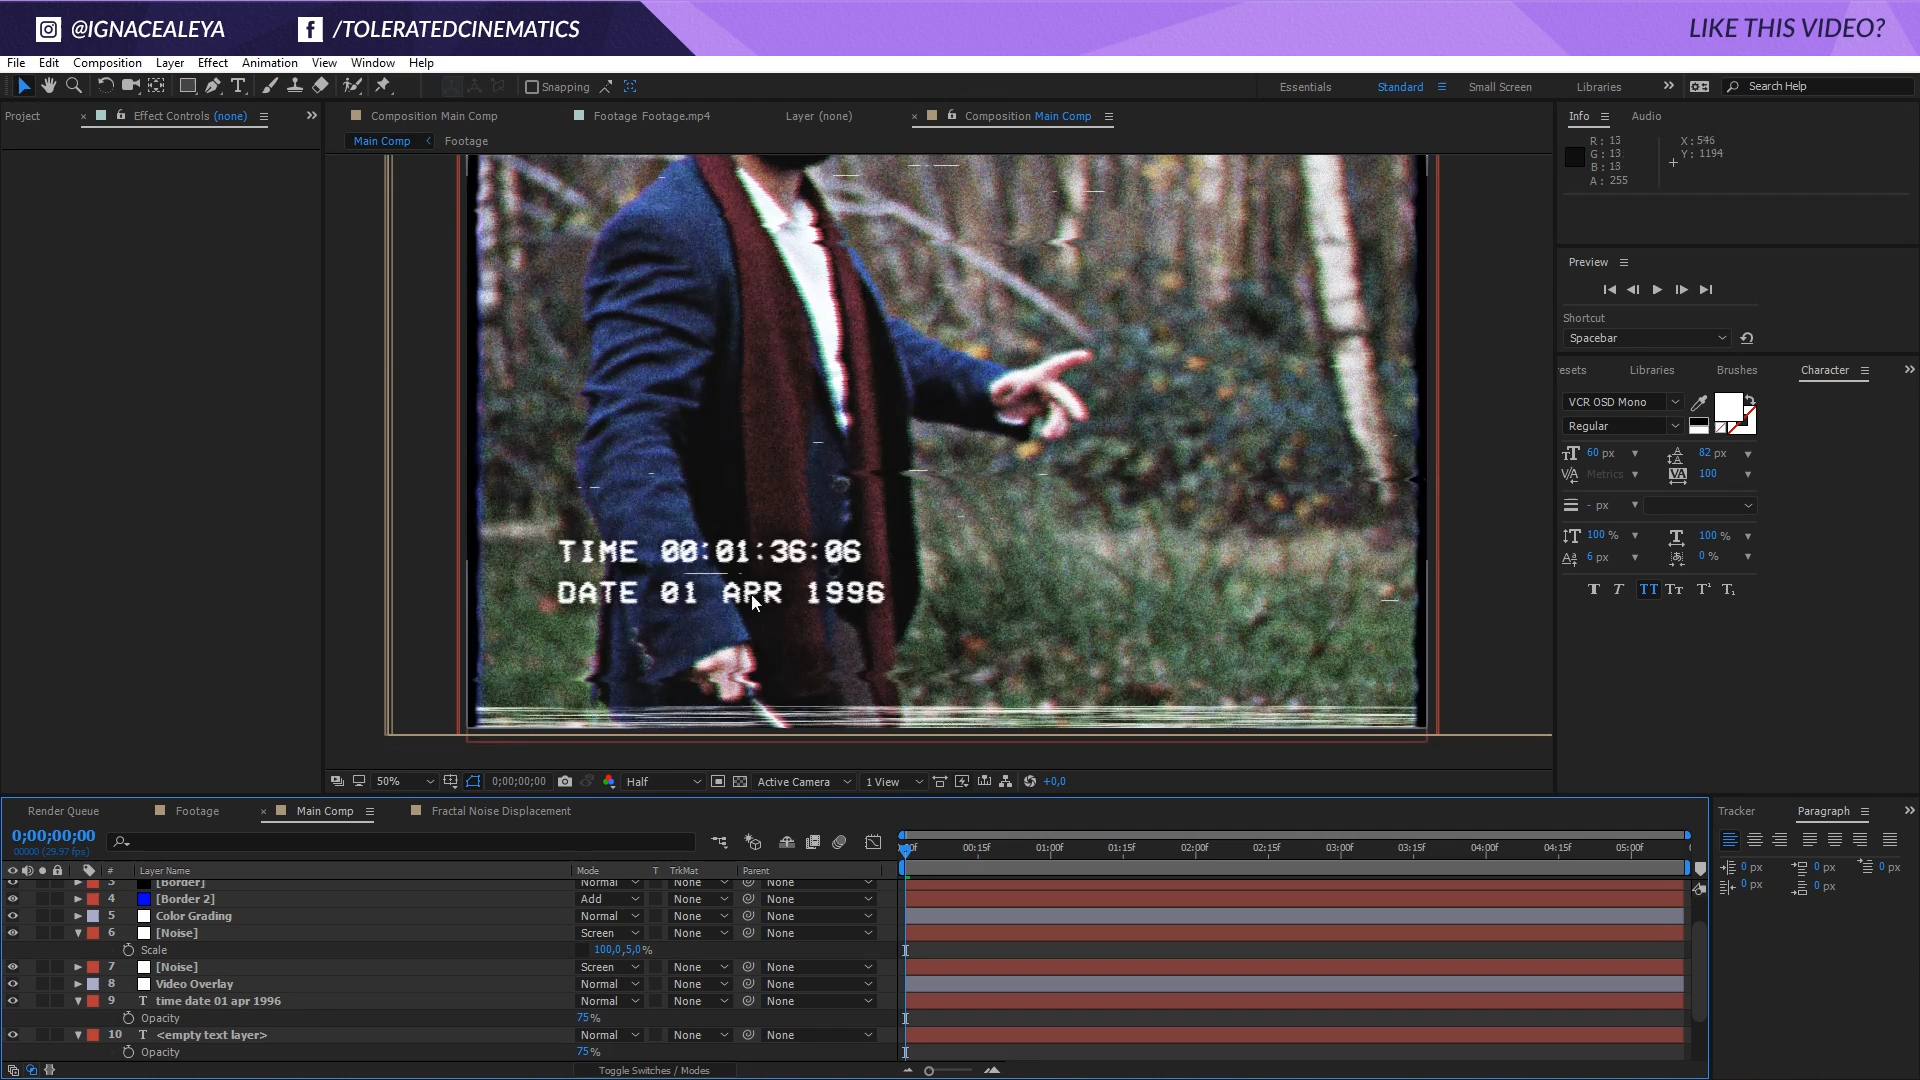 @IGNACEALEYA /TOLERATEDCINEMATICS LIKE THIS VIDEO?
File Edit Composition Layer Effect Animation View Window Help
Snapping Essentials Standard Small Screen Libraries Search Help
Project Effect Controls (none) Composition Main Comp Footage Footage.mp4 Layer (none) Composition Main Comp Info Audio
Main Comp Footage
R: 13 X: 546
G: 13 Y: 1194
B: 13
A: 255
Preview
Shortcut
Spacebar
esets Libraries Brushes Character
VCR OSD Mono
Regular
60 px 82 px
Metrics 100
- px
100 % 100 %
6 px 0 %
TIME 00:01:36:06
DATE 01 APR 1996
50% 0;00;00;00 Half Active Camera 1 View +0,0
Render Queue Footage Main Comp Fractal Noise Displacement Tracker Paragraph
0;00;00;00
00000 (29.97 fps)
00f 00:15f 01:00f 01:15f 02:00f 02:15f 03:00f 03:15f 04:00f 04:15f 05:00f
0 px 0 px 0 px
0 px 0 px
# Layer Name Mode T TrkMat Parent
3 [Border] Normal None None
4 [Border 2] Add None None
5 Color Grading Normal None None
6 [Noise] Screen None None
Scale 100,0,5,0%
7 [Noise] Screen None None
8 Video Overlay Normal None None
9 T time date 01 apr 1996 Normal None None
Opacity 75%
10 T <empty text layer> Normal None None
Opacity 75%
Toggle Switches / Modes